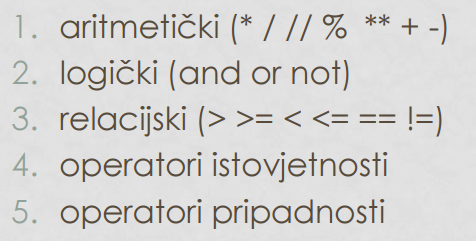 1. aritmetički (* / // % ** + -)
2. logički (and or not)
3. relacijski (> >= < <= == !=)
4. operatori istovjetnosti
5. operatori pripadnosti